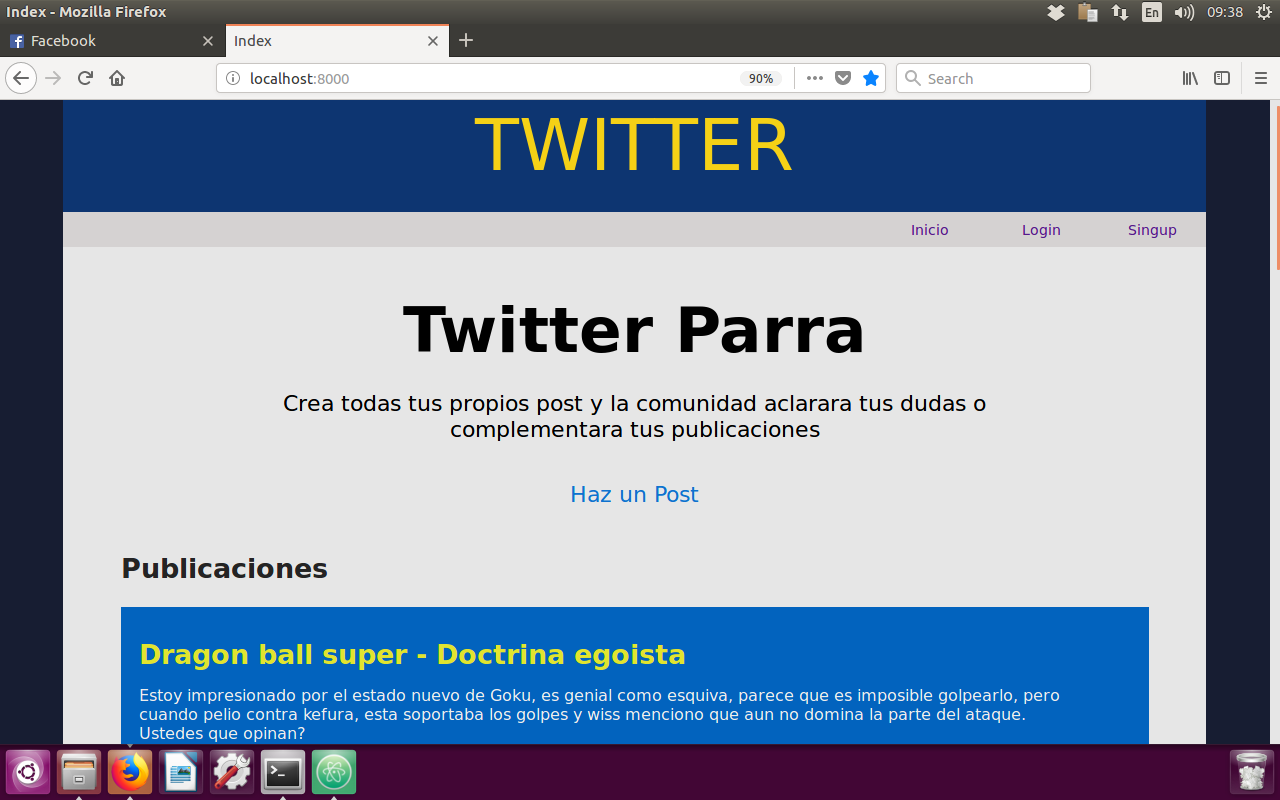 Index - Mozilla Firefox
En
09:38
Facebook
Index
localhost:8000
90%
Search
TWITTER
Inicio Login Singup
Twitter Parra
Crea todas tus propios post y la comunidad aclarara tus dudas o
complementara tus publicaciones
Haz un Post
Publicaciones
Dragon ball super - Doctrina egoista
Estoy impresionado por el estado nuevo de Goku, es genial como esquiva, parece que es imposible golpearlo, pero
cuando pelio contra kefura, esta soportaba los golpes y wiss menciono que aun no domina la parte del ataque.
Ustedes que opinan?